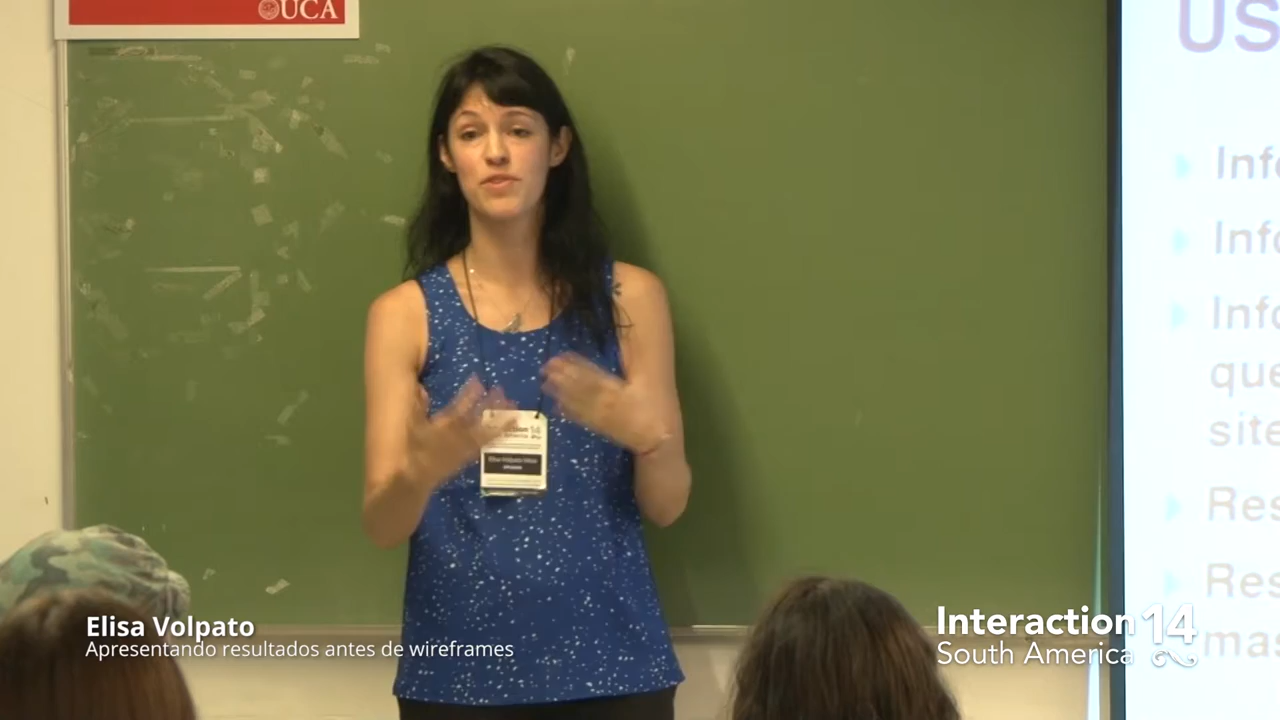 UCA
US
Info
Info
Info
que
site
Res
Res
mas
Interaction 14
South America
Elisa Volpato
Apresentando resultados antes de wireframes